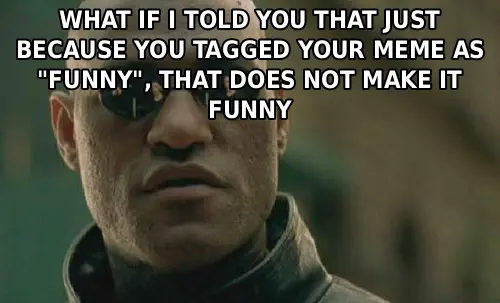 WHAT IF I TOLD YOU THAT JUST
BECAUSE YOU TAGGED YOUR MEME AS
"FUNNY", THAT DOES NOT MAKE IT
FUNNY